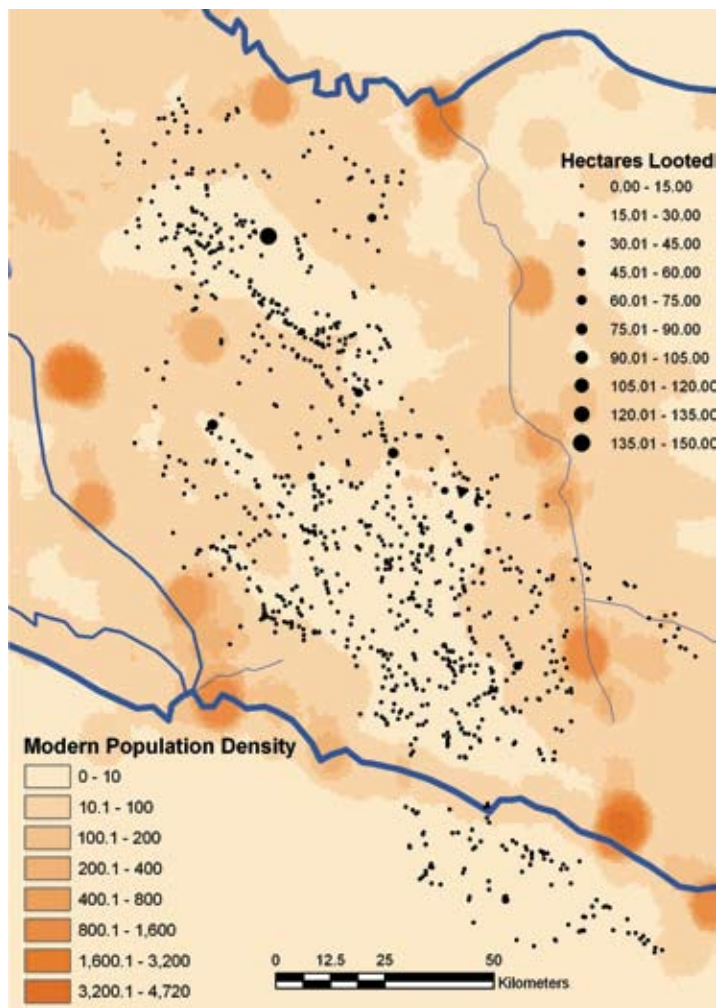 Hectares Looted
0.00 - 15.00
15.01 - 30.00
30.01 - 45.00
45.01 - 60.00
60.01 - 75.00
75.01 - 90.00
90.01 - 105.00
105.01 - 120.00
120.01 - 135.00
135.01 - 150.00
Modern Population Density
0 - 10
10.1 - 100
100.1 - 200
200.1 - 400
400.1 - 800
800.1 - 1,600
1,600.1 - 3,200
3,200.1 - 4,720
0 12.5 25 50
Kilometers